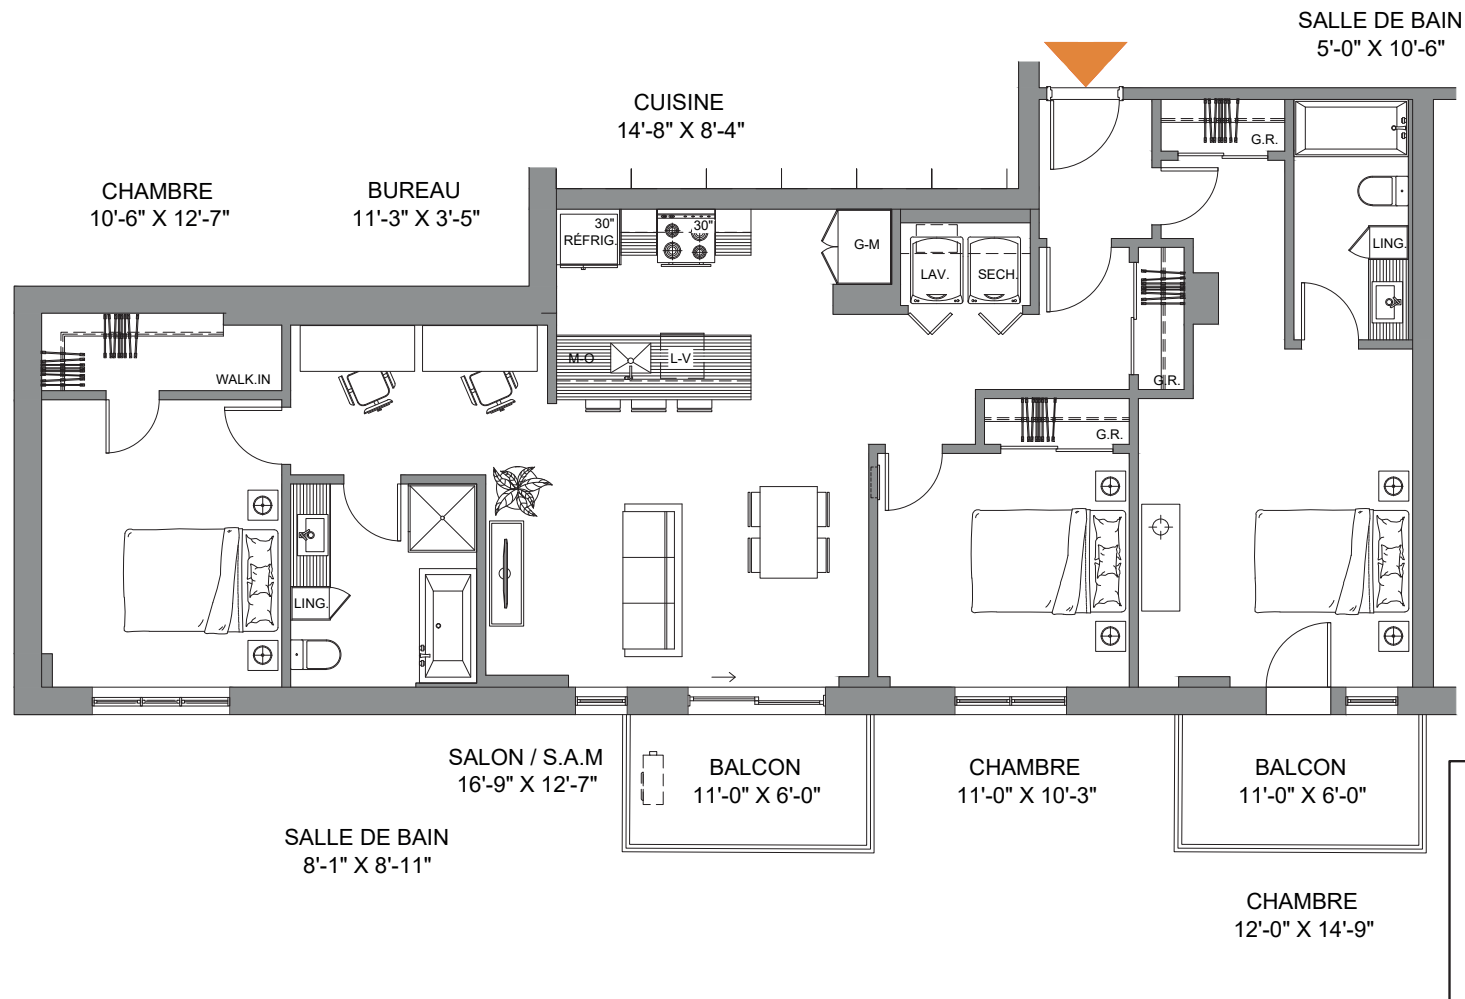 SALLE DE BAIN
5'-0" X 10'-6"
CUISINE
14'-8" X 8'-4"
CHAMBRE
10'-6" X 12'-7"
BUREAU
11'-3" X 3'-5"
G.R.
30"
RÉFRIG.
30"
G-M
LAV.
SECH.
LING.
WALK.IN
M-O
L-V
G.R.
G.R.
LING.
SALON / S.A.M
16'-9" X 12'-7"
BALCON
11'-0" X 6'-0"
CHAMBRE
11'-0" X 10'-3"
BALCON
11'-0" X 6'-0"
SALLE DE BAIN
8'-1" X 8'-11"
CHAMBRE
12'-0" X 14'-9"